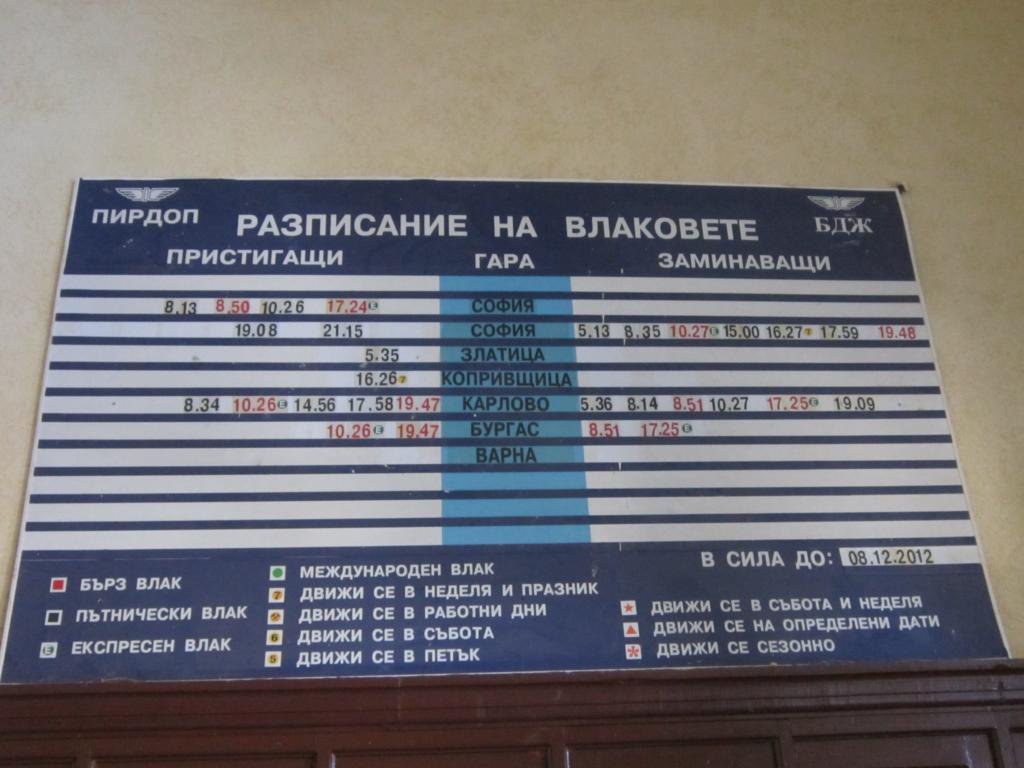 ПИРДОП
РАЗПИСАНИЕ НА ВЛАКОВЕТЕ
БДЖ
ПРИСТИГАЩИ ГАРА ЗАМИНАВАЩИ
8.13 8.50 10.26 17.24 E СОФИЯ
19.08 21.15 СОФИЯ 5.13 8.35 10.27 E 15.00 16.27 7 17.59 19.48
5.35 ЗЛАТИЦА
16.26 7 КОПРИВЩИЦА
8.34 10.26 E 14.56 17.58 19.47 КАРЛОВО 5.36 8.14 8.51 10.27 17.25 E 19.09
10.26 E 19.47 БУРГАС 8.51 17.25 E
ВАРНА
В СИЛА ДО: 08.12.2012
БЪРЗ ВЛАК
ПЪТНИЧЕСКИ ВЛАК
E ЕКСПРЕСЕН ВЛАК
МЕЖДУНАРОДЕН ВЛАК
7 ДВИЖИ СЕ В НЕДЕЛЯ И ПРАЗНИК
ДВИЖИ СЕ В РАБОТНИ ДНИ
6 ДВИЖИ СЕ В СЪБОТА
5 ДВИЖИ СЕ В ПЕТЪК
ДВИЖИ СЕ В СЪБОТА И НЕДЕЛЯ
ДВИЖИ СЕ НА ОПРЕДЕЛЕНИ ДАТИ
ДВИЖИ СЕ СЕЗОННО